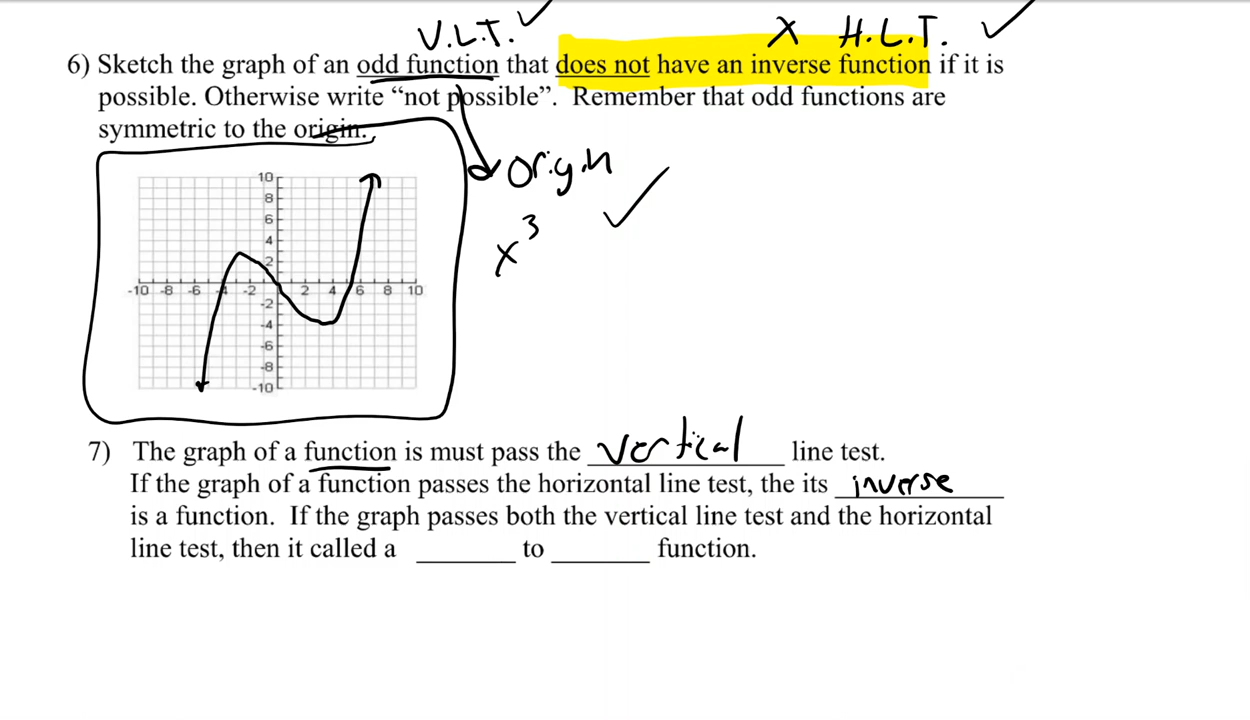 V.L.T. ✓ X H.L.T. ✓
6) Sketch the graph of an odd function that does not have an inverse function if it is
possible. Otherwise write “not possible”. Remember that odd functions are
symmetric to the origin.
origin
x³ ✓
10
8
6
4
2
-10 -8 -6 -4 -2 2 4 6 8 10
-2
-4
-6
-8
-10
7) The graph of a function is must pass the vertical line test.
If the graph of a function passes the horizontal line test, the its inverse
is a function. If the graph passes both the vertical line test and the horizontal
line test, then it called a ______ to ______ function.